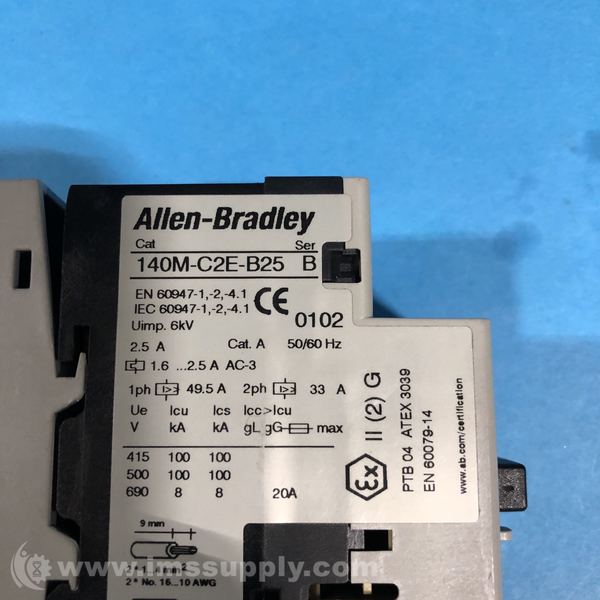 Allen-Bradley
Cat Ser
140M-C2E-B25 B
EN 60947-1,-2,-4.1
IEC 60947-1,-2,-4.1
CE
0102
Uimp. 6kV
2.5 A Cat. A 50/60 Hz
1.6 ...2.5 A AC-3
1ph I> 49.5 A 2ph I> 33 A
Ue Icu Ics Icc>Icu
V kA kA gL gG max
415 100 100
500 100 100
690 8 8 20A
9 mm
mm²
2 * No. 16...10 AWG
Ex II (2) G
PTB 04 ATEX 3039
EN 60079-14
www.ab.com/certification
www.imssupply.com